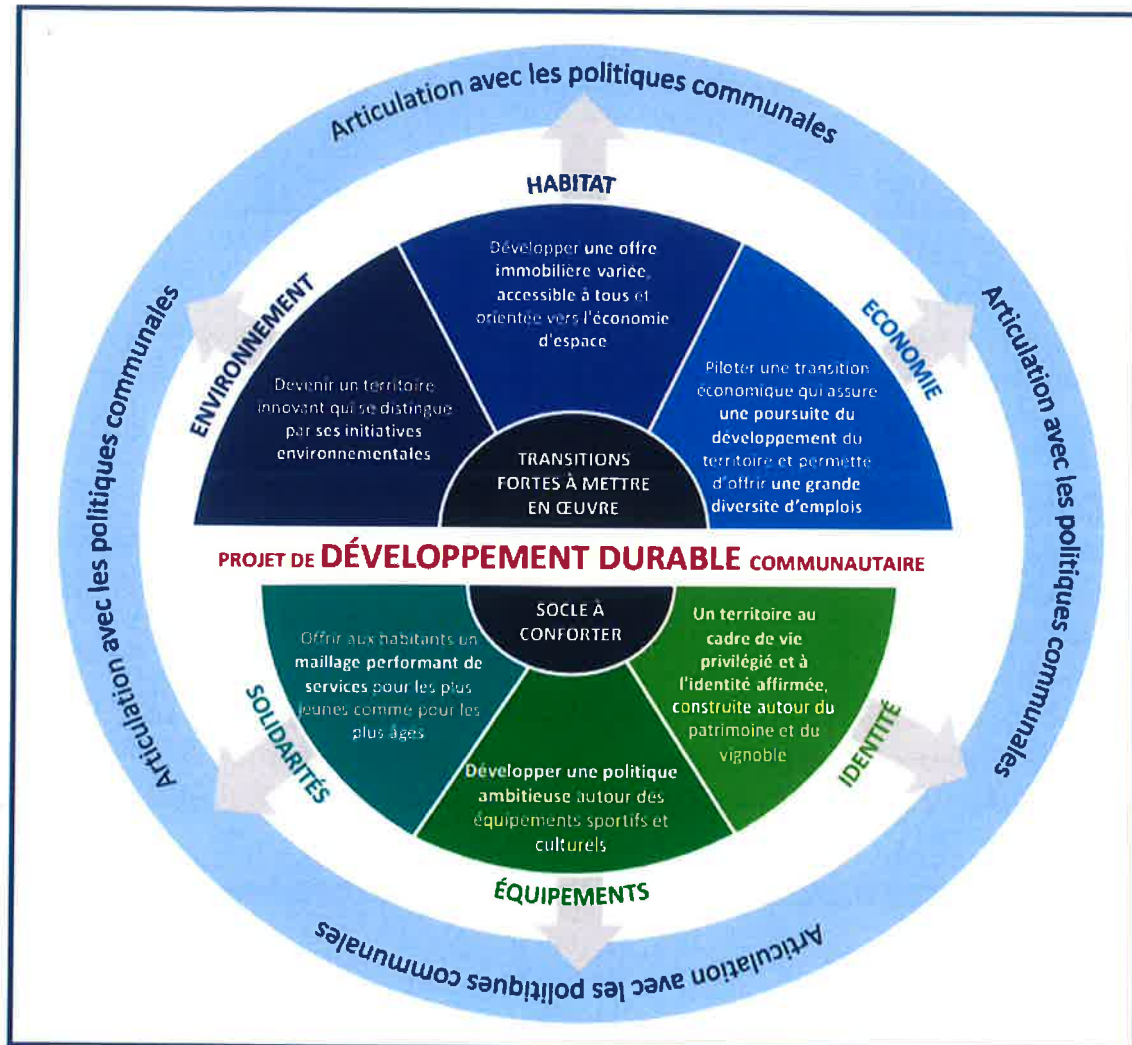 Articulation avec les politiques communales
Articulation avec les politiques communales
Articulation avec les politiques communales
Articulation avec les politiques communales
HABITAT
Développer une offre
immobilière variée,
accessible à tous et
orientée vers l'économie
d'espace
ENVIRONNEMENT
Devenir un territoire
innovant qui se distingue
par ses initiatives
environnementales
ECONOMIE
Piloter une transition
économique qui assure
une poursuite du
développement du
territoire et permette
d'offrir une grande
diversité d'emplois
TRANSITIONS
FORTES À METTRE
EN ŒUVRE
PROJET DE DÉVELOPPEMENT DURABLE COMMUNAUTAIRE
SOCLE À
CONFORTER
Offrir aux habitants un
maillage performant de
services pour les plus
jeunes comme pour les
plus âgés
SOLIDARITÉS
Développer une politique
ambitieuse autour des
équipements sportifs et
culturels
ÉQUIPEMENTS
Un territoire au
cadre de vie
privilégié et à
l'identité affirmée,
construite autour du
patrimoine et du
vignoble
IDENTITÉ